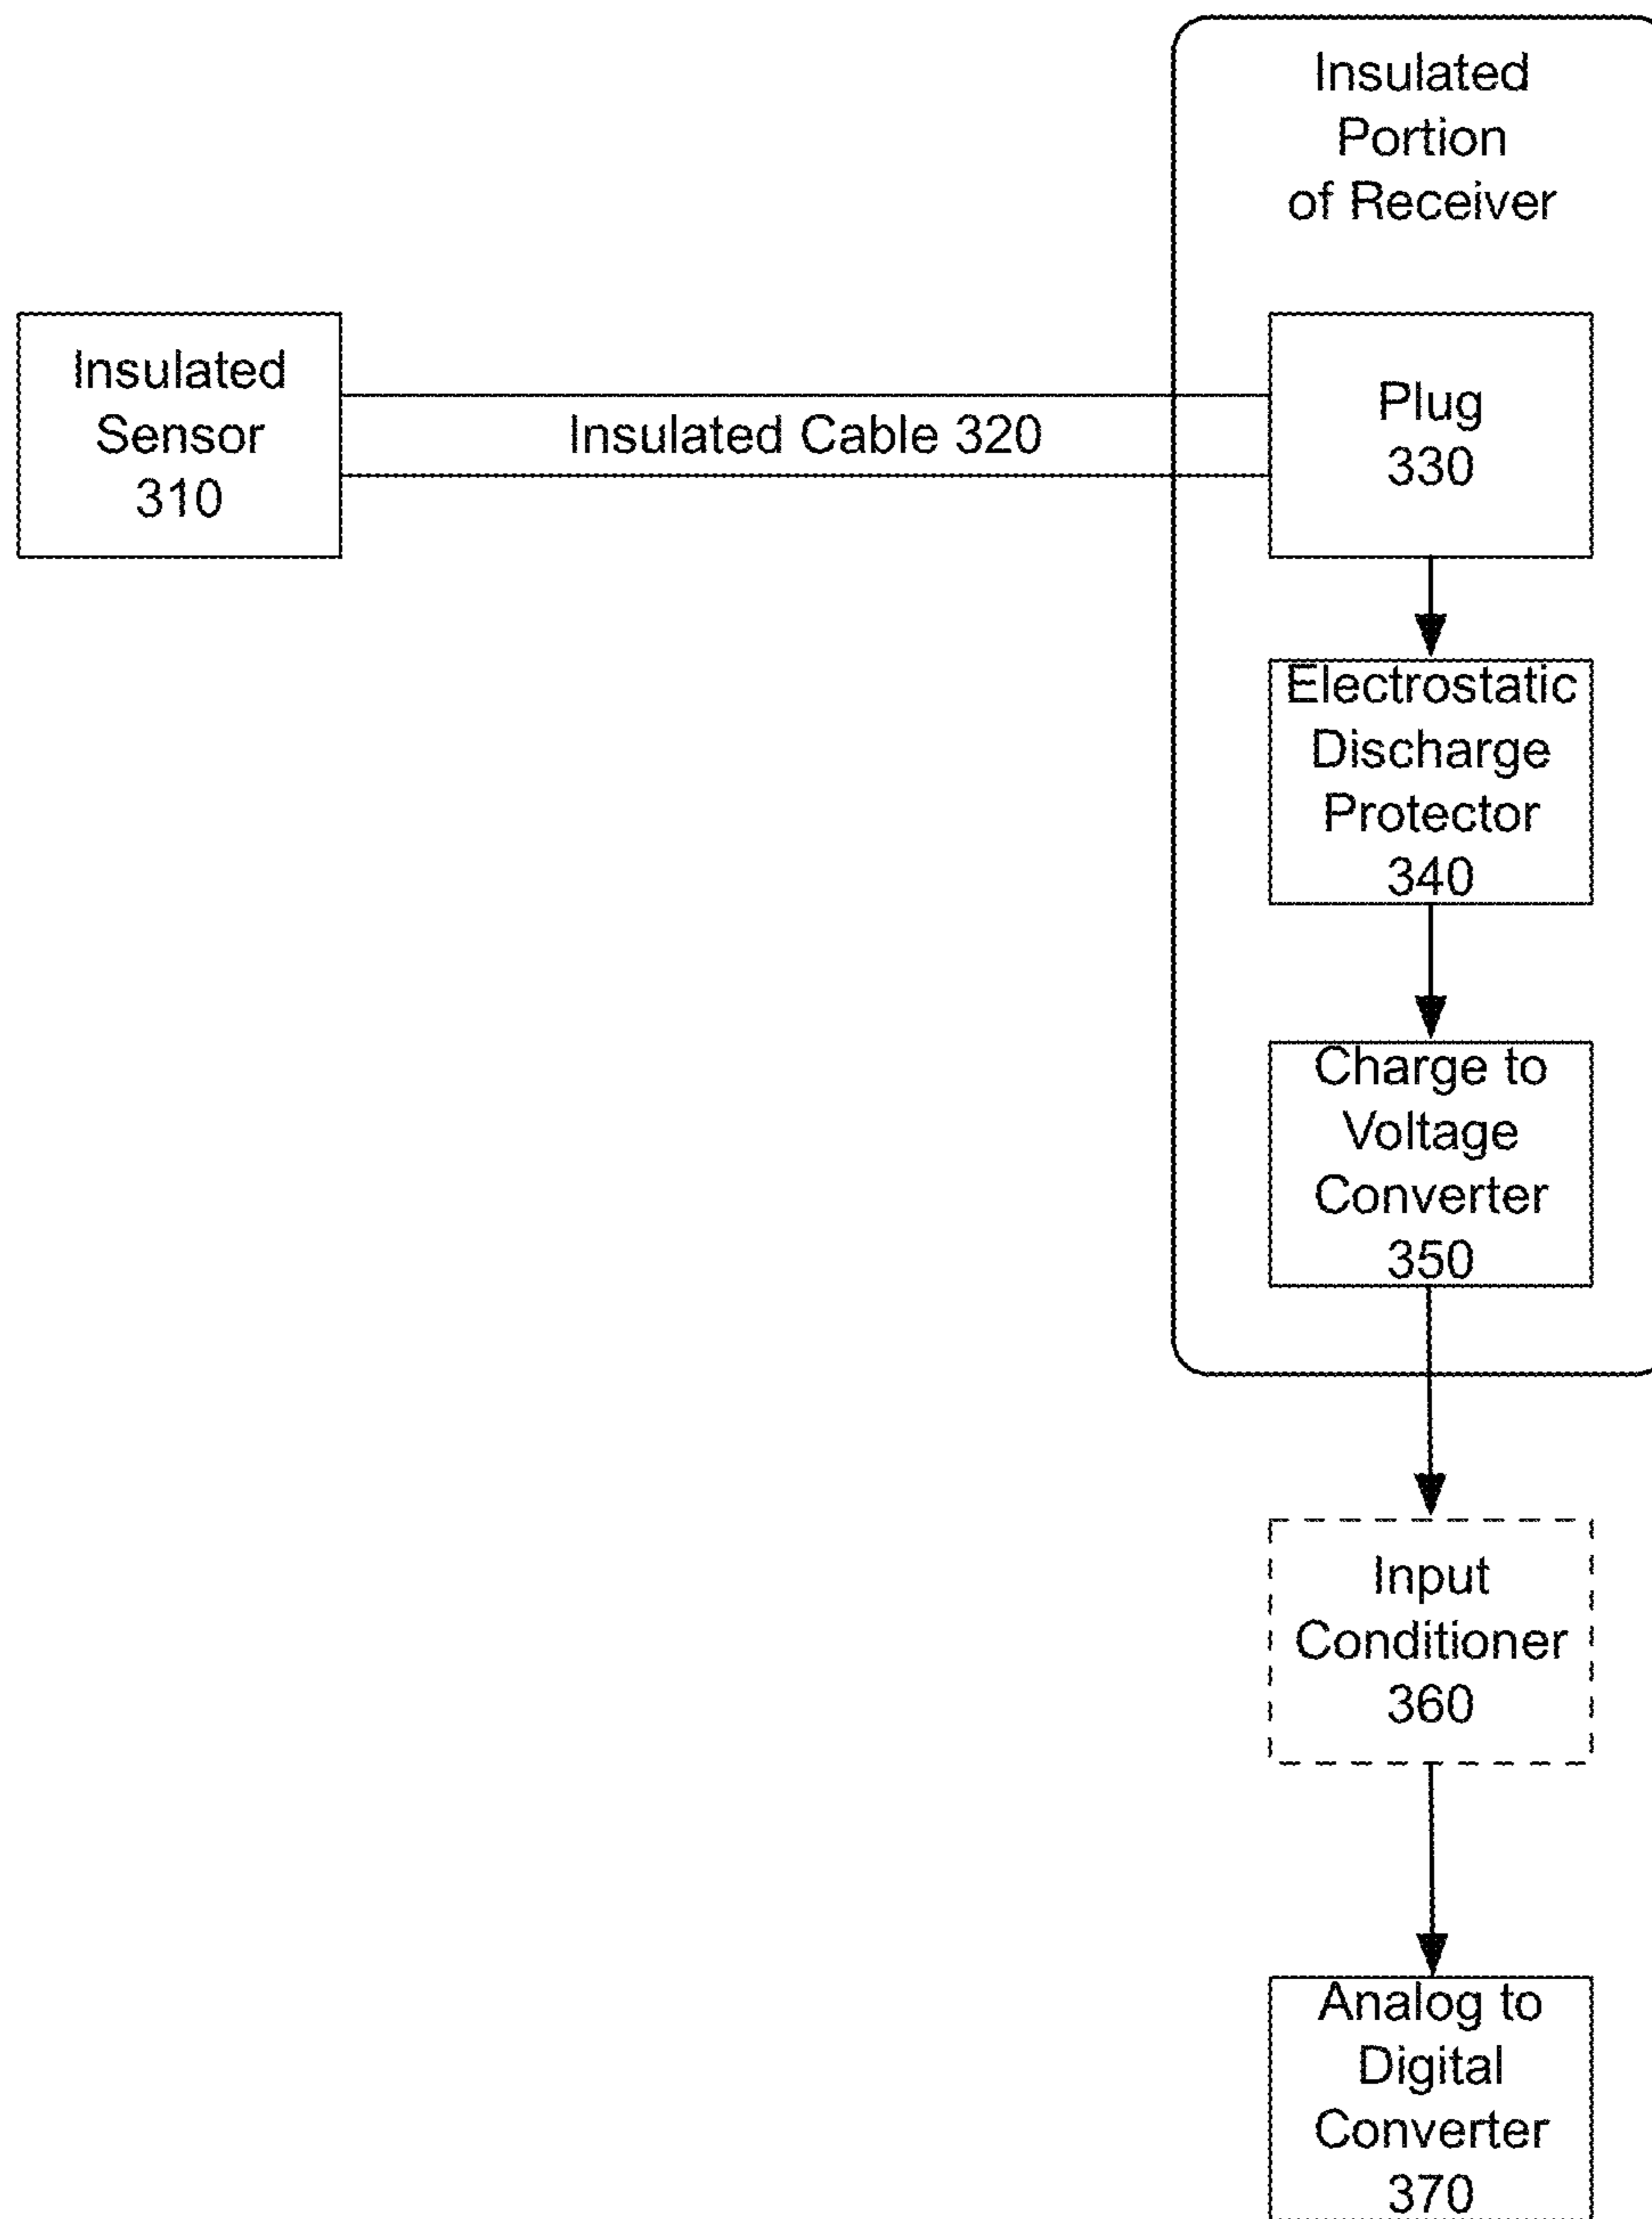 Insulated
Portion
of Receiver
Insulated
Sensor
310
Insulated Cable 320
Plug
330
Electrostatic
Discharge
Protector
340
Charge to
Voltage
Converter
350
Input
Conditioner
360
Analog to
Digital
Converter
370